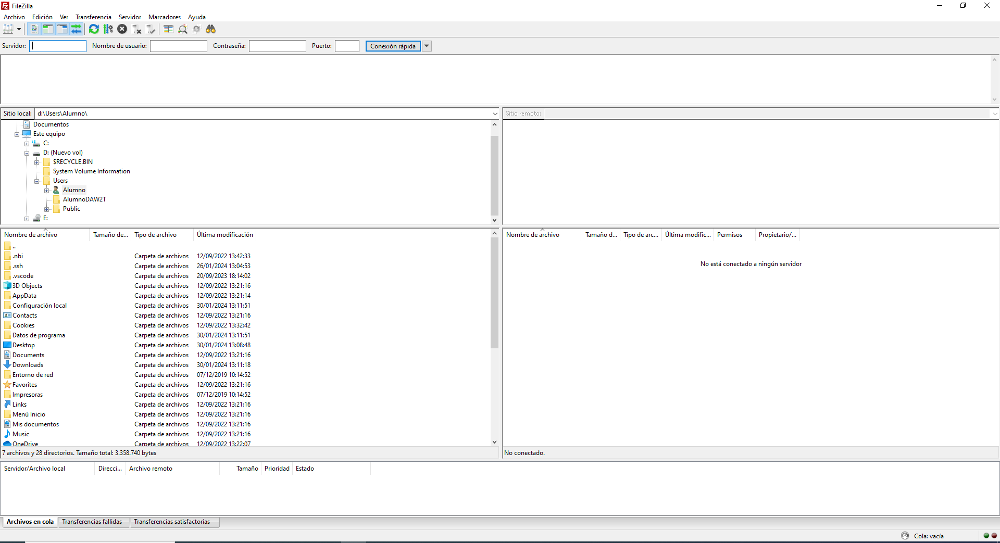 FileZilla
Archivo Edición Ver Transferencia Servidor Marcadores Ayuda
Servidor: Nombre de usuario: Contraseña: Puerto: Conexión rápida
Sitio local: d:\Users\Alumno\
Sitio remoto:
Documentos
Este equipo
C:
D: (Nuevo vol)
$RECYCLE.BIN
System Volume Information
Users
Alumno
AlumnoDAW2T
Public
E:
Nombre de archivo Tamaño de... Tipo de archivo Última modificación
..
.nbi Carpeta de archivos 12/09/2022 13:42:33
.ssh Carpeta de archivos 26/01/2024 13:04:53
.vscode Carpeta de archivos 20/09/2023 18:14:02
3D Objects Carpeta de archivos 12/09/2022 13:21:16
AppData Carpeta de archivos 12/09/2022 13:21:14
Configuración local Carpeta de archivos 30/01/2024 13:11:51
Contacts Carpeta de archivos 12/09/2022 13:21:16
Cookies Carpeta de archivos 12/09/2022 13:32:42
Datos de programa Carpeta de archivos 30/01/2024 13:11:51
Desktop Carpeta de archivos 30/01/2024 13:08:48
Documents Carpeta de archivos 12/09/2022 13:21:16
Downloads Carpeta de archivos 30/01/2024 13:11:18
Entorno de red Carpeta de archivos 07/12/2019 10:14:52
Favorites Carpeta de archivos 12/09/2022 13:21:16
Impresoras Carpeta de archivos 07/12/2019 10:14:52
Links Carpeta de archivos 12/09/2022 13:21:16
Menú Inicio Carpeta de archivos 12/09/2022 13:21:16
Mis documentos Carpeta de archivos 12/09/2022 13:21:16
Music Carpeta de archivos 12/09/2022 13:21:16
OneDrive Carpeta de archivos 12/09/2022 13:22:07
7 archivos y 28 directorios. Tamaño total: 3.358.740 bytes
Nombre de archivo Tamaño d... Tipo de arc... Última modific... Permisos Propietario/...
No está conectado a ningún servidor
No conectado.
Servidor/Archivo local Direcci... Archivo remoto Tamaño Prioridad Estado
Archivos en cola Transferencias fallidas Transferencias satisfactorias
Cola: vacía